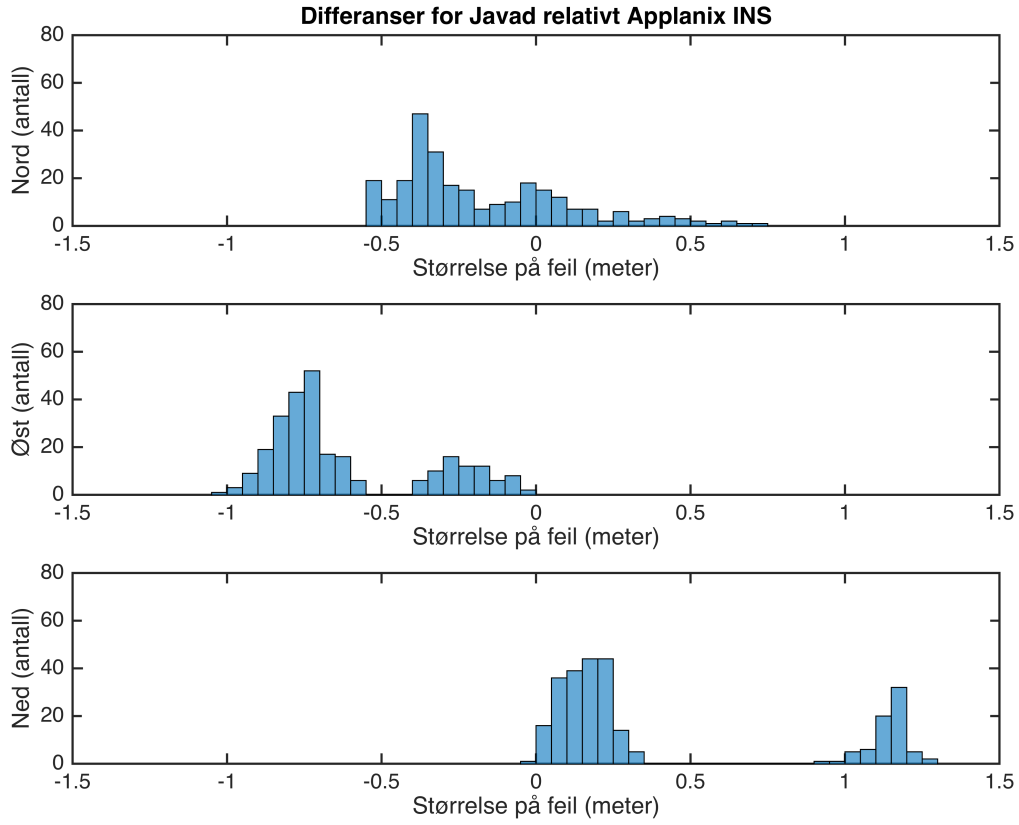 Differanser for Javad relativt Applanix INS
80
60
40
20
0
Nord (antall)
-1.5 -1 -0.5 0 0.5 1 1.5
Størrelse på feil (meter)
80
60
40
20
0
Øst (antall)
-1.5 -1 -0.5 0 0.5 1 1.5
Størrelse på feil (meter)
80
60
40
20
0
Ned (antall)
-1.5 -1 -0.5 0 0.5 1 1.5
Størrelse på feil (meter)